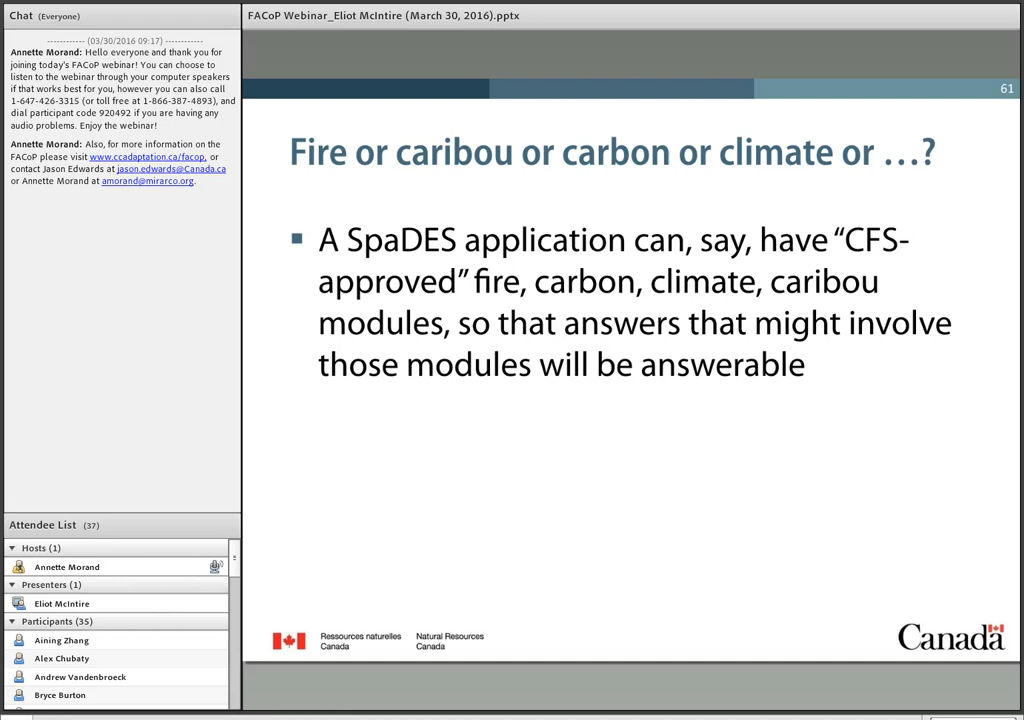 Chat (Everyone)
------------ (03/30/2016 09:17) ------------
Annette Morand: Hello everyone and thank you for
joining today's FACoP webinar! You can choose to
listen to the webinar through your computer speakers
if that works best for you, however you can also call
1-647-426-3315 (or toll free at 1-866-387-4893), and
dial participant code 920492 if you are having any
audio problems. Enjoy the webinar!
Annette Morand: Also, for more information on the
FACoP please visit www.ccadaptation.ca/facop, or
contact Jason Edwards at jason.edwards@Canada.ca
or Annette Morand at amorand@mirarco.org.
Attendee List (37)
Hosts (1)
Annette Morand
Presenters (1)
Eliot McIntire
Participants (35)
Aining Zhang
Alex Chubaty
Andrew Vandenbroeck
Bryce Burton
FACoP Webinar_Eliot McIntire (March 30, 2016).pptx
61
Fire or caribou or carbon or climate or …?
A SpaDES application can, say, have “CFS-
approved” fire, carbon, climate, caribou
modules, so that answers that might involve
those modules will be answerable
Ressources naturelles
Canada
Natural Resources
Canada
Canada